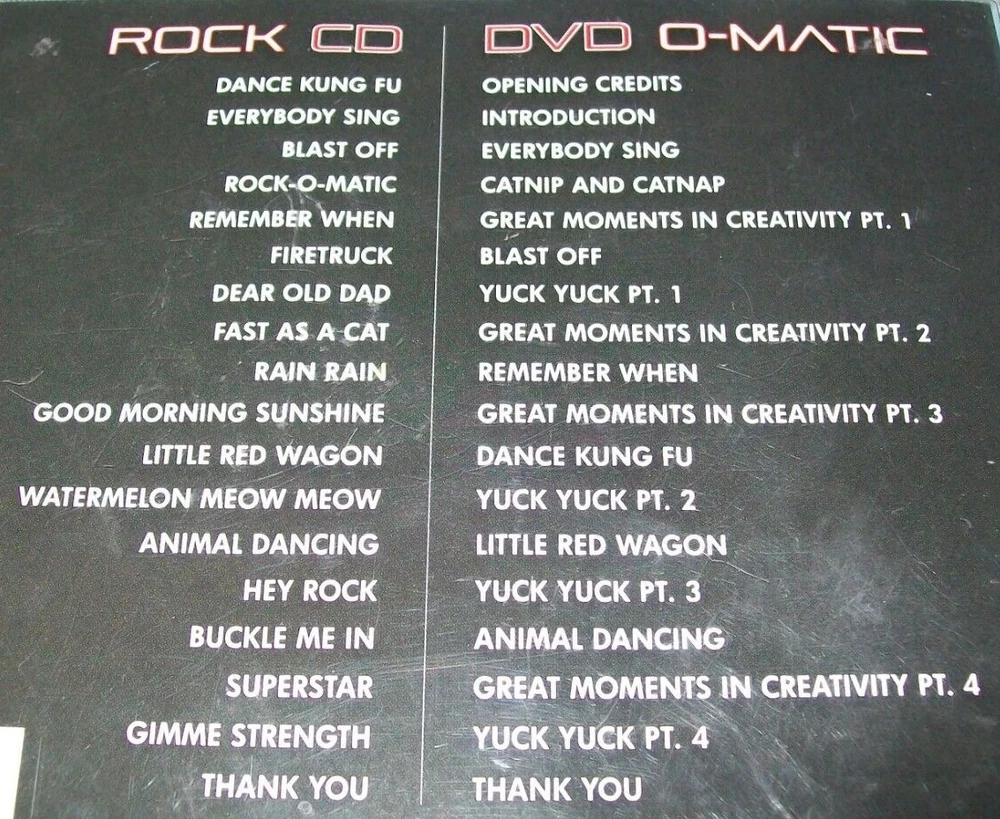 ROCK CD
DANCE KUNG FU
EVERYBODY SING
BLAST OFF
ROCK-O-MATIC
REMEMBER WHEN
FIRETRUCK
DEAR OLD DAD
FAST AS A CAT
RAIN RAIN
GOOD MORNING SUNSHINE
LITTLE RED WAGON
WATERMELON MEOW MEOW
ANIMAL DANCING
HEY ROCK
BUCKLE ME IN
SUPERSTAR
GIMME STRENGTH
THANK YOU
DVD O-MATIC
OPENING CREDITS
INTRODUCTION
EVERYBODY SING
CATNIP AND CATNAP
GREAT MOMENTS IN CREATIVITY PT. 1
BLAST OFF
YUCK YUCK PT. 1
GREAT MOMENTS IN CREATIVITY PT. 2
REMEMBER WHEN
GREAT MOMENTS IN CREATIVITY PT. 3
DANCE KUNG FU
YUCK YUCK PT. 2
LITTLE RED WAGON
YUCK YUCK PT. 3
ANIMAL DANCING
GREAT MOMENTS IN CREATIVITY PT. 4
YUCK YUCK PT. 4
THANK YOU